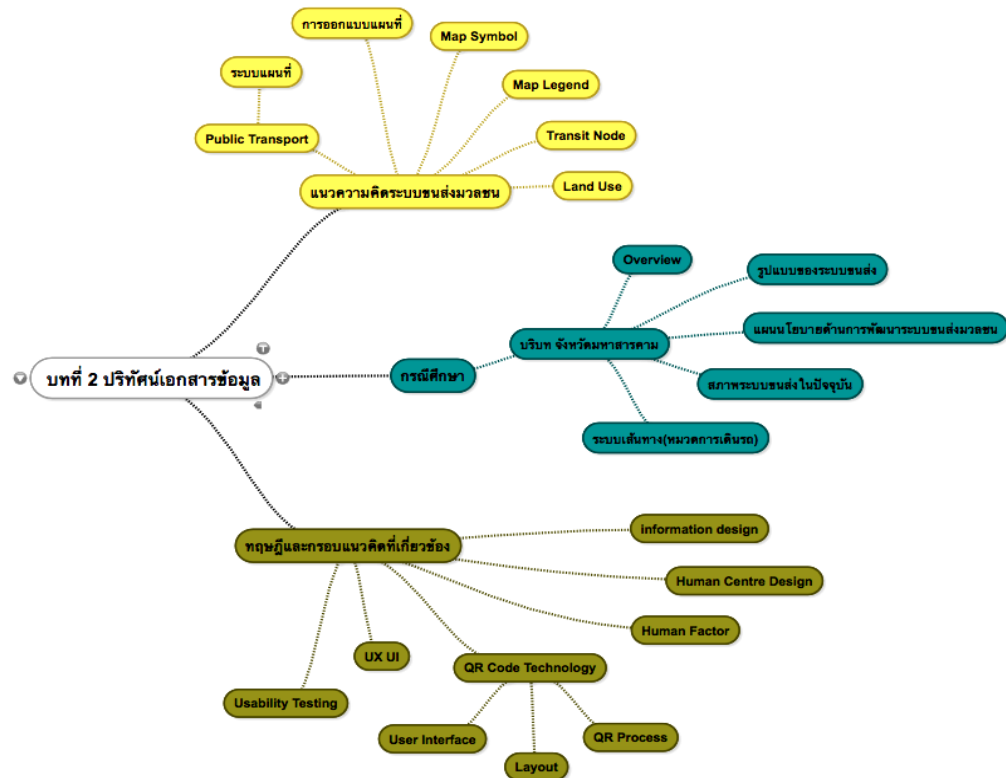 การออกแบบแผนที่
Map Symbol
ระบบแผนที่
Map Legend
Public Transport
Transit Node
แนวความคิดระบบขนส่งมวลชน
Land Use
Overview
รูปแบบของระบบขนส่ง
บริบท จังหวัดมหาสารคาม
แผนนโยบายด้านการพัฒนาระบบขนส่งมวลชน
บทที่ 2 ปริทัศน์เอกสารข้อมูล
กรณีศึกษา
สภาพระบบขนส่งในปัจจุบัน
ระบบเส้นทาง(หมวดการเดินรถ)
ทฤษฎีและกรอบแนวคิดที่เกี่ยวข้อง
information design
Human Centre Design
Human Factor
UX UI
QR Code Technology
Usability Testing
User Interface
QR Process
Layout